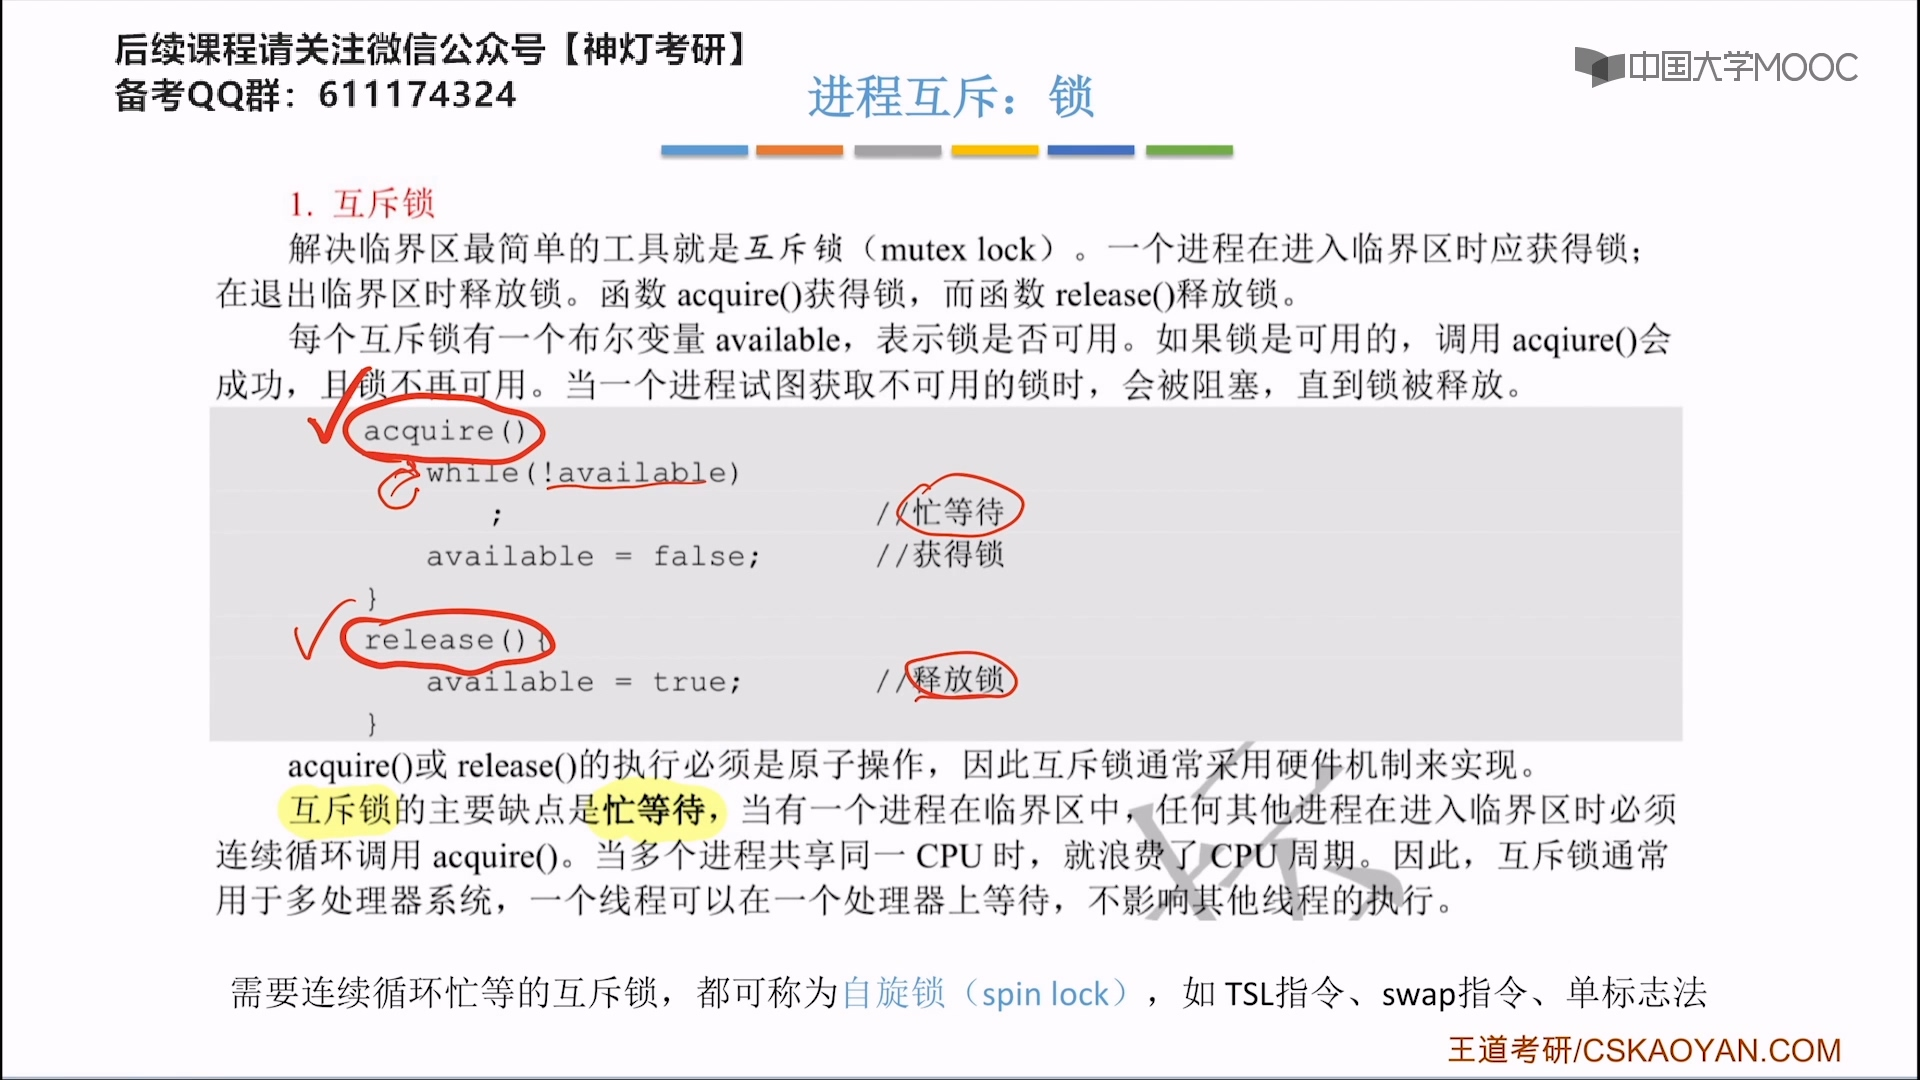 后续课程请关注微信公众号【神灯考研】
备考QQ群：611174324
中国大学MOOC
进程互斥：锁
1. 互斥锁
解决临界区最简单的工具就是互斥锁（mutex lock）。一个进程在进入临界区时应获得锁；
在退出临界区时释放锁。函数 acquire()获得锁，而函数 release()释放锁。
每个互斥锁有一个布尔变量 available，表示锁是否可用。如果锁是可用的，调用 acqiure()会
成功，且锁不再可用。当一个进程试图获取不可用的锁时，会被阻塞，直到锁被释放。
acquire()
while(!available)
; //忙等待
available = false; //获得锁
}
release(){
available = true; //释放锁
}
acquire()或 release()的执行必须是原子操作，因此互斥锁通常采用硬件机制来实现。
互斥锁的主要缺点是忙等待，当有一个进程在临界区中，任何其他进程在进入临界区时必须
连续循环调用 acquire()。当多个进程共享同一 CPU 时，就浪费了 CPU 周期。因此，互斥锁通常
用于多处理器系统，一个线程可以在一个处理器上等待，不影响其他线程的执行。
需要连续循环忙等的互斥锁，都可称为自旋锁（spin lock），如 TSL指令、swap指令、单标志法
王道考研/CSKAOYAN.COM